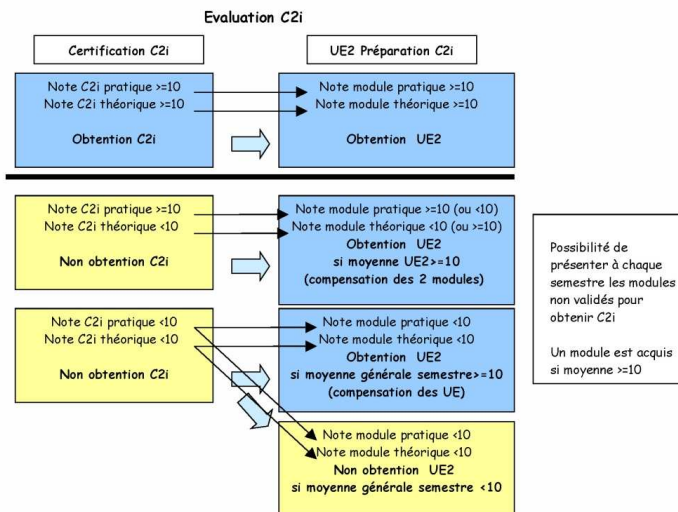 Evaluation C2i
Certification C2i
UE2 Préparation C2i
Note C2i pratique >=10
Note C2i théorique >=10
Obtention C2i
Note module pratique >=10
Note module théorique >=10
Obtention UE2
Note C2i pratique >=10
Note C2i théorique <10
Non obtention C2i
Note module pratique >=10 (ou <10)
Note module théorique <10 (ou >=10)
Obtention UE2
si moyenne UE2>=10
(compensation des 2 modules)
Note C2i pratique <10
Note C2i théorique <10
Non obtention C2i
Note module pratique <10
Note module théorique <10
Obtention UE2
si moyenne générale semestre>=10
(compensation des UE)
Note module pratique <10
Note module théorique <10
Non obtention UE2
si moyenne générale semestre <10
Possibilité de
présenter à chaque
semestre les modules
non validés pour
obtenir C2i
Un module est acquis
si moyenne >=10